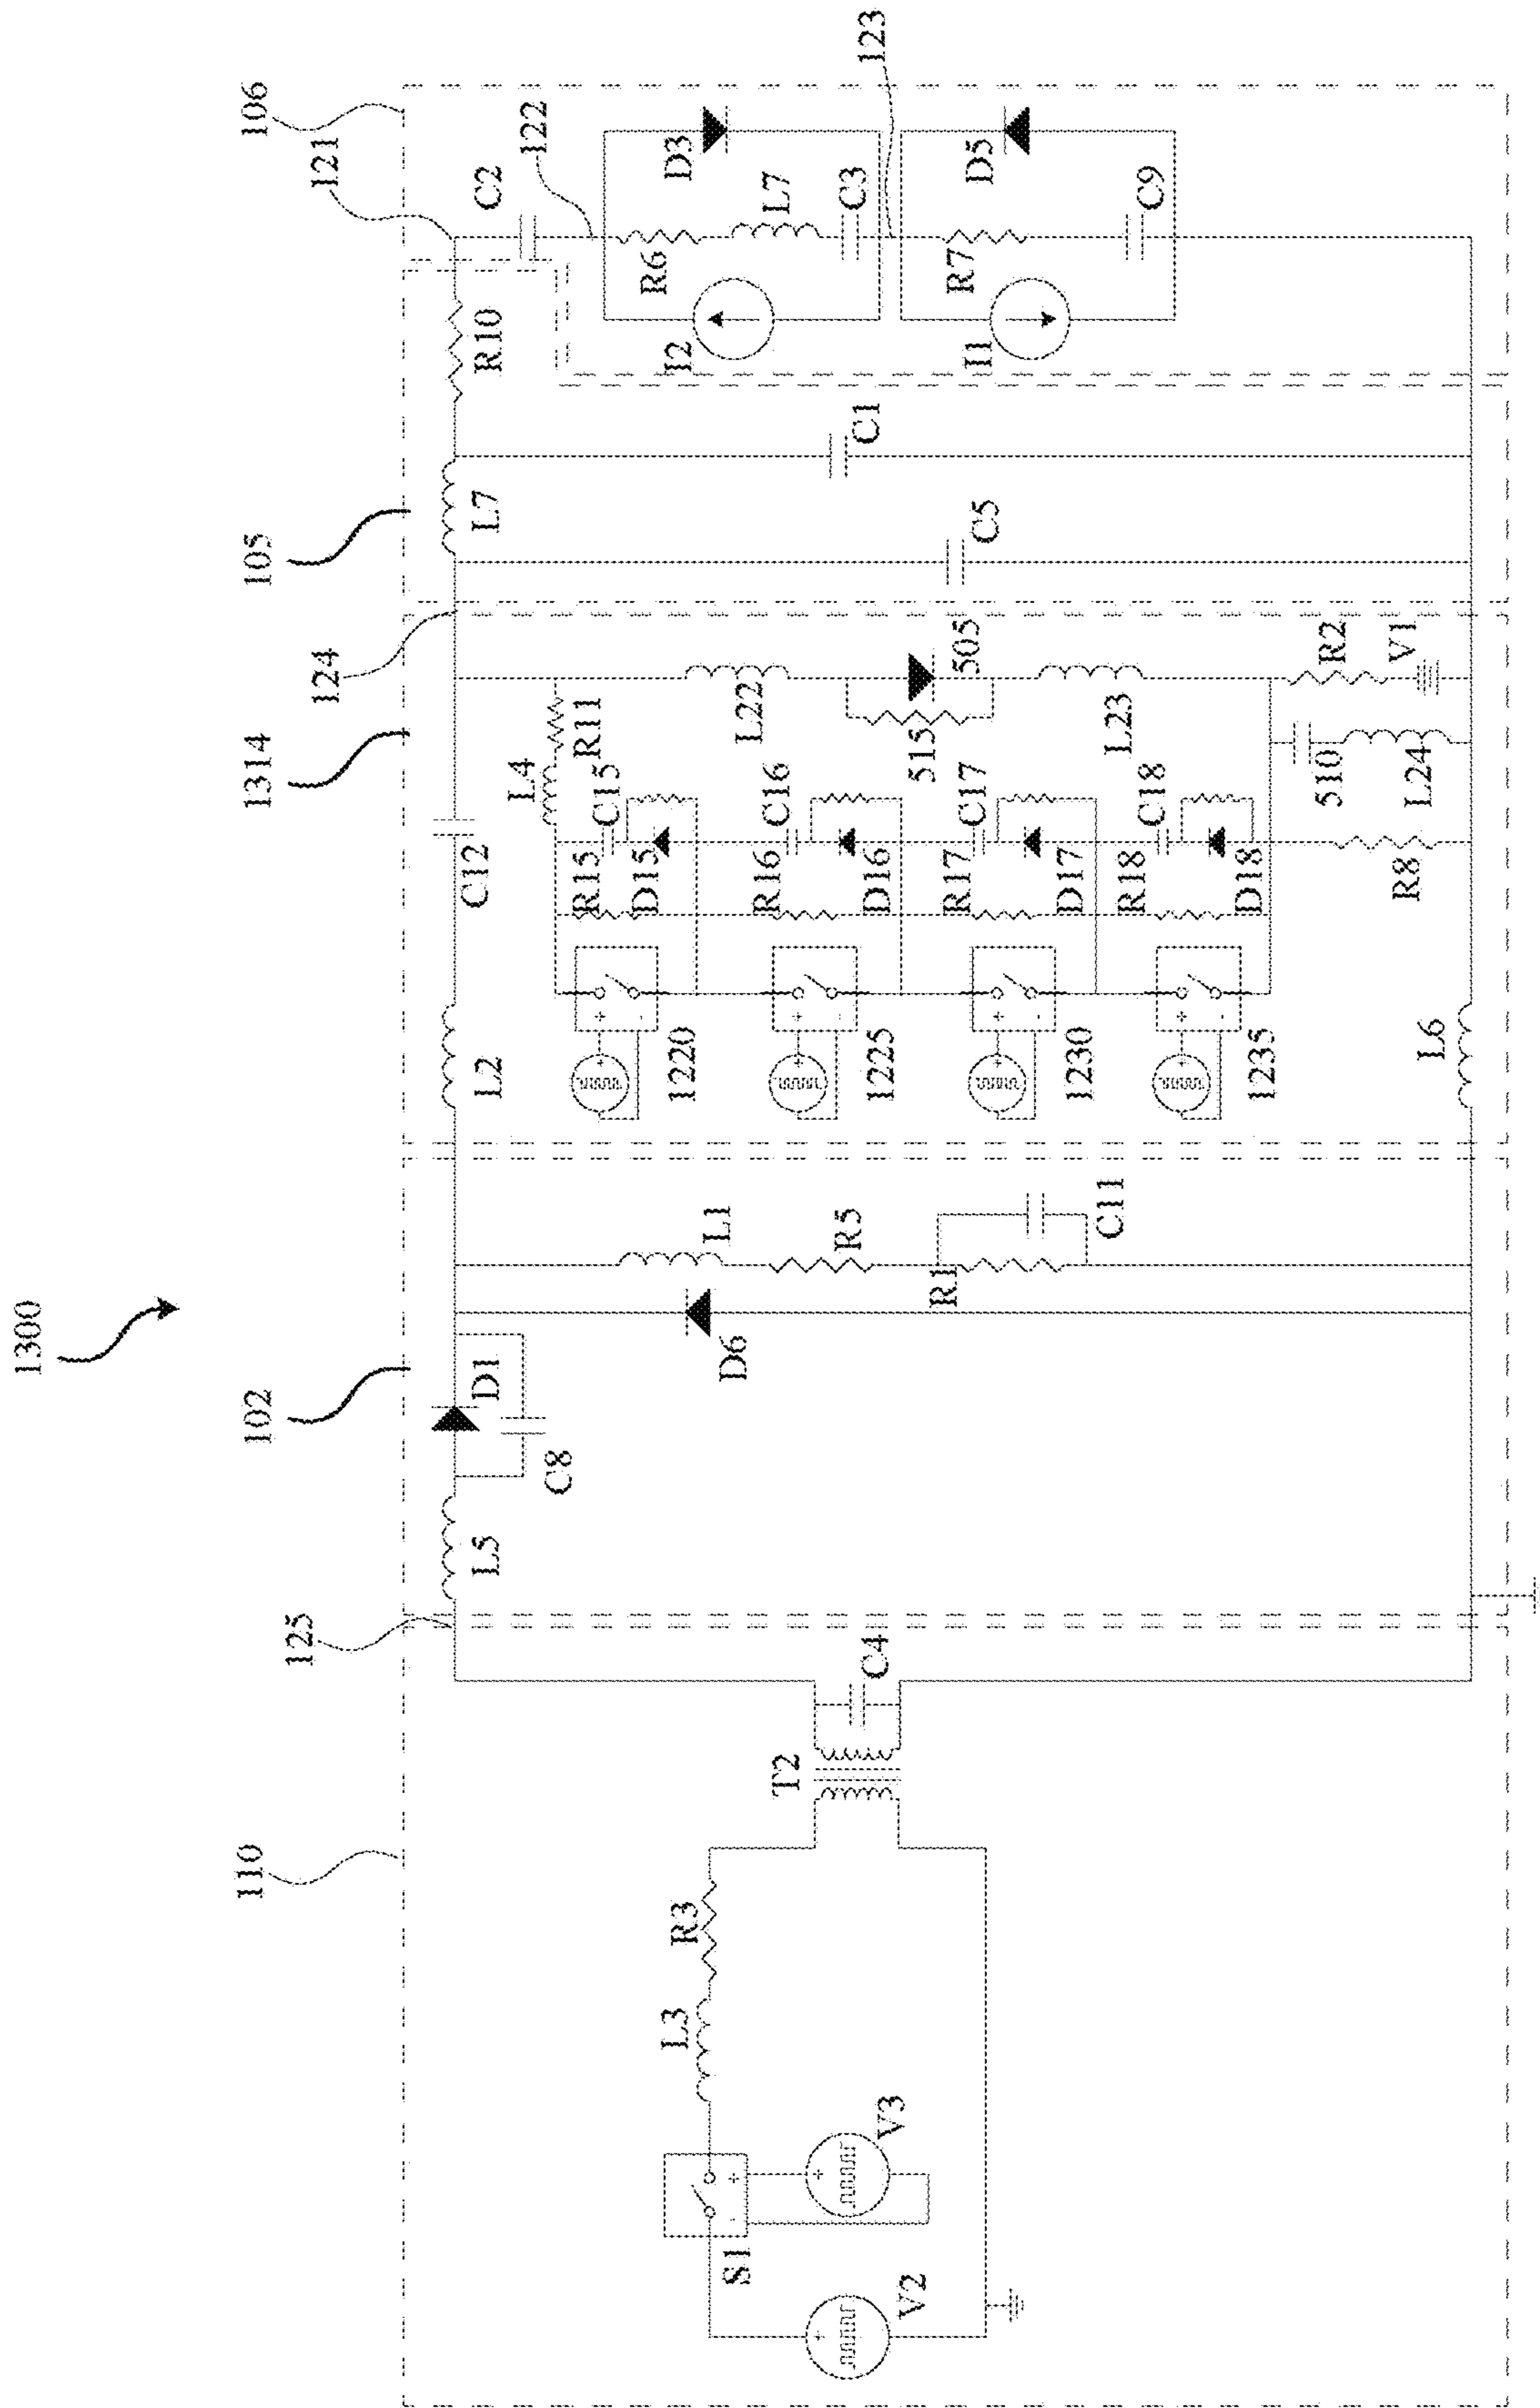 1300
110
125
102
1314
124
105
121
106
122
123
V2
S1
V3
L3
R3
T2
C4
L5
C8
D1
D6
L1
R5
R1
C11
L2
C12
L4
R11
L22
515
505
L23
R2
V1
510
L24
R8
L6
1220
1225
1230
1235
R15
D15
C15
R16
D16
C16
R17
D17
C17
R18
D18
C18
L7
C5
C1
R10
C2
I2
R6
L7
C3
D3
I1
R7
C9
D5